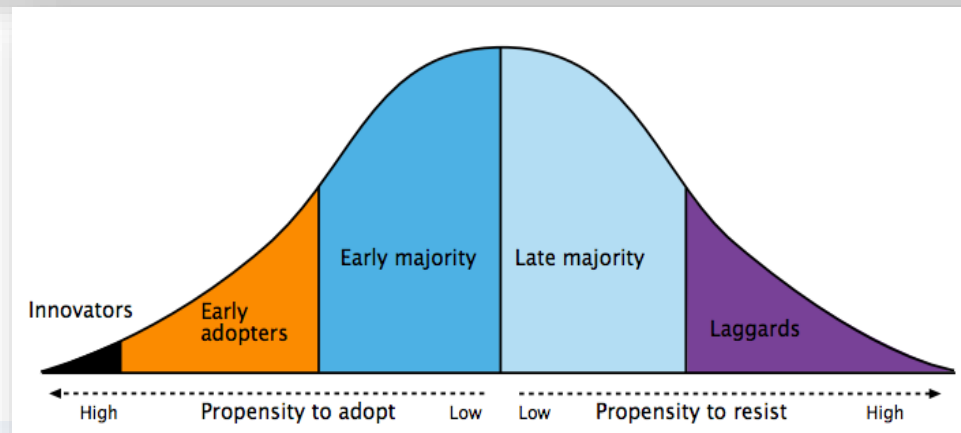 Early majority
Late majority
Innovators
Early
adopters
Laggards
High Propensity to adopt Low Low Propensity to resist High